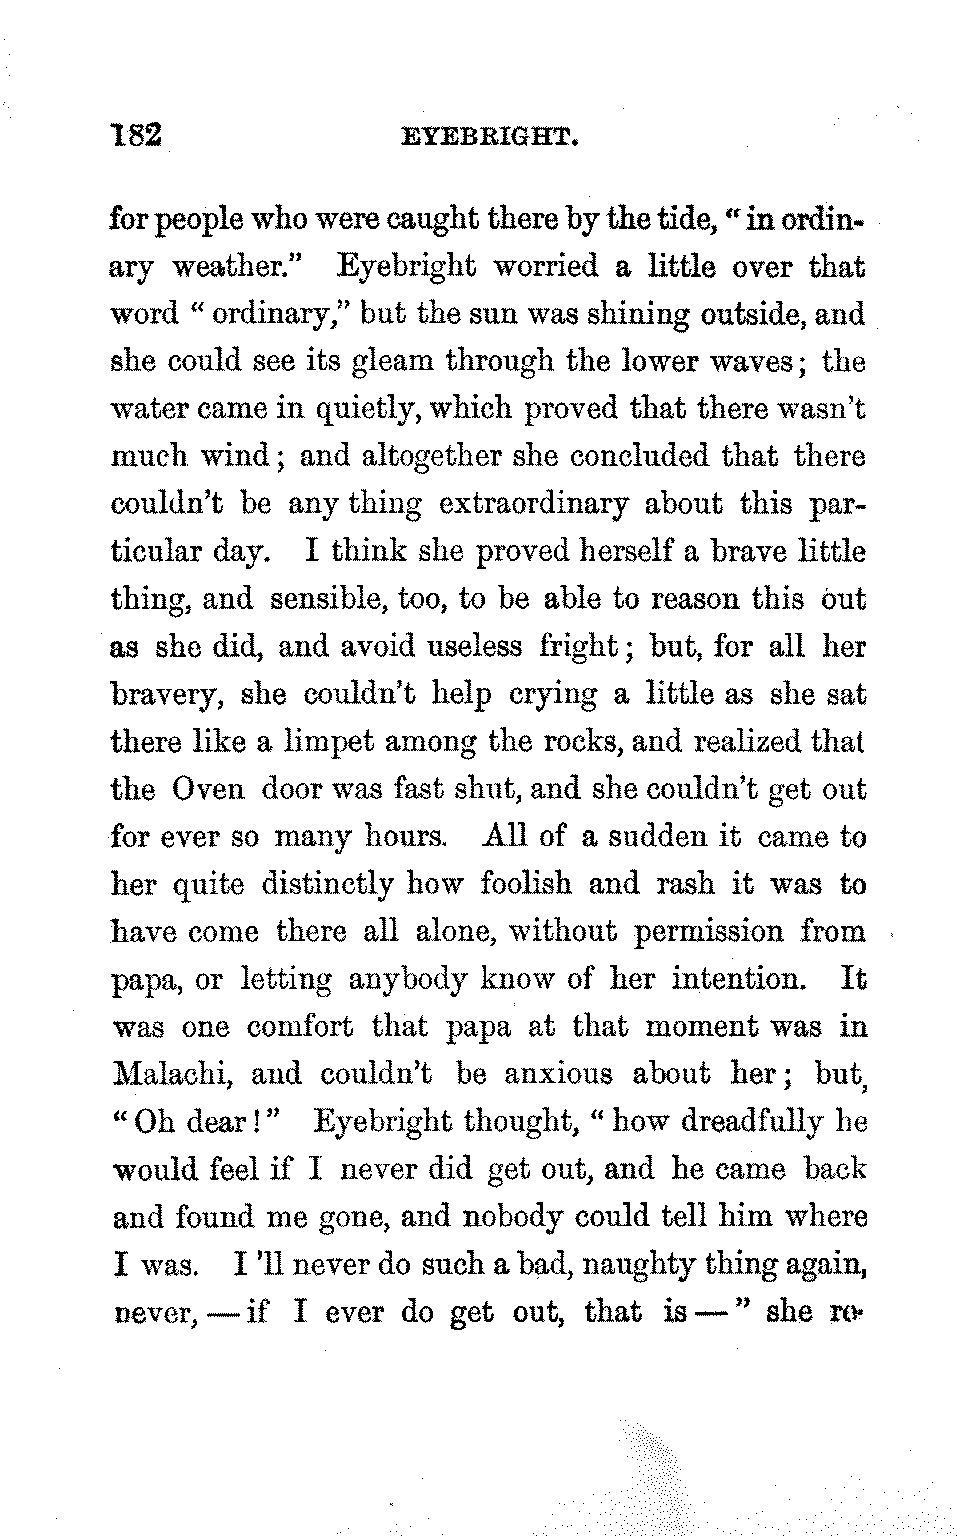 182 EYEBRIGHT.
for people who were caught there by the tide, " in ordin-
ary weather." Eyebright worried a little over that
word " ordinary," but the sun was shining outside, and
she could see its gleam through the lower waves; the
water came in quietly, which proved that there wasn't
much wind; and altogether she concluded that there
couldn't be any thing extraordinary about this par-
ticular day. I think she proved herself a brave little
thing, and sensible, too, to be able to reason this out
as she did, and avoid useless fright; but, for all her
bravery, she couldn't help crying a little as she sat
there like a limpet among the rocks, and realized that
the Oven door was fast shut, and she couldn't get out
for ever so many hours. All of a sudden it came to
her quite distinctly how foolish and rash it was to
have come there all alone, without permission from
papa, or letting anybody know of her intention. It
was one comfort that papa at that moment was in
Malachi, and couldn't be anxious about her; but,
" Oh dear!" Eyebright thought, " how dreadfully he
would feel if I never did get out, and he came back
and found me gone, and nobody could tell him where
I was. I 'll never do such a bad, naughty thing again,
never, — if I ever do get out, that is — " she re-